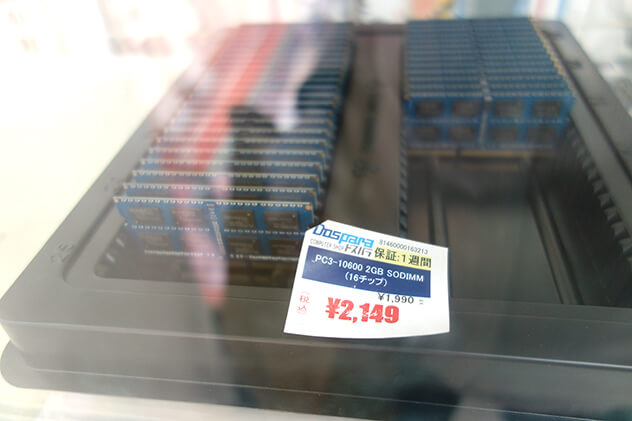 Dospara 81460000163213
COMPUTER SHOP ドスパラ 保証:1週間
PC3-10600 2GB SODIMM
(16チップ)
¥1,990
税込 ¥2,149